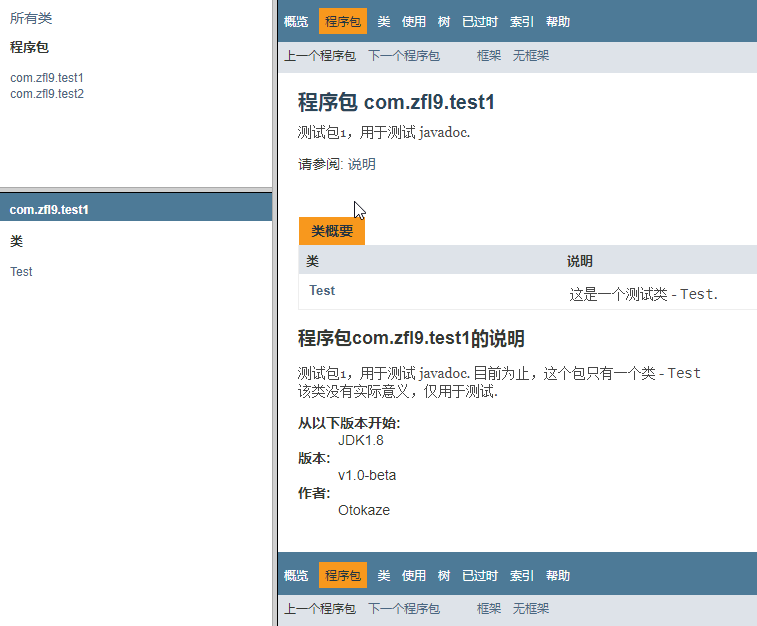 所有类
程序包
com.zfl9.test1
com.zfl9.test2
com.zfl9.test1
类
Test
概览 程序包 类 使用 树 已过时 索引 帮助
上一个程序包 下一个程序包 框架 无框架
程序包 com.zfl9.test1
测试包1，用于测试 javadoc.
请参阅: 说明
类概要
类 说明
Test 这是一个测试类 - Test.
程序包com.zfl9.test1的说明
测试包1，用于测试 javadoc. 目前为止，这个包只有一个类 - Test
该类没有实际意义，仅用于测试.
从以下版本开始:
JDK1.8
版本:
v1.0-beta
作者:
Otokaze
概览 程序包 类 使用 树 已过时 索引 帮助
上一个程序包 下一个程序包 框架 无框架